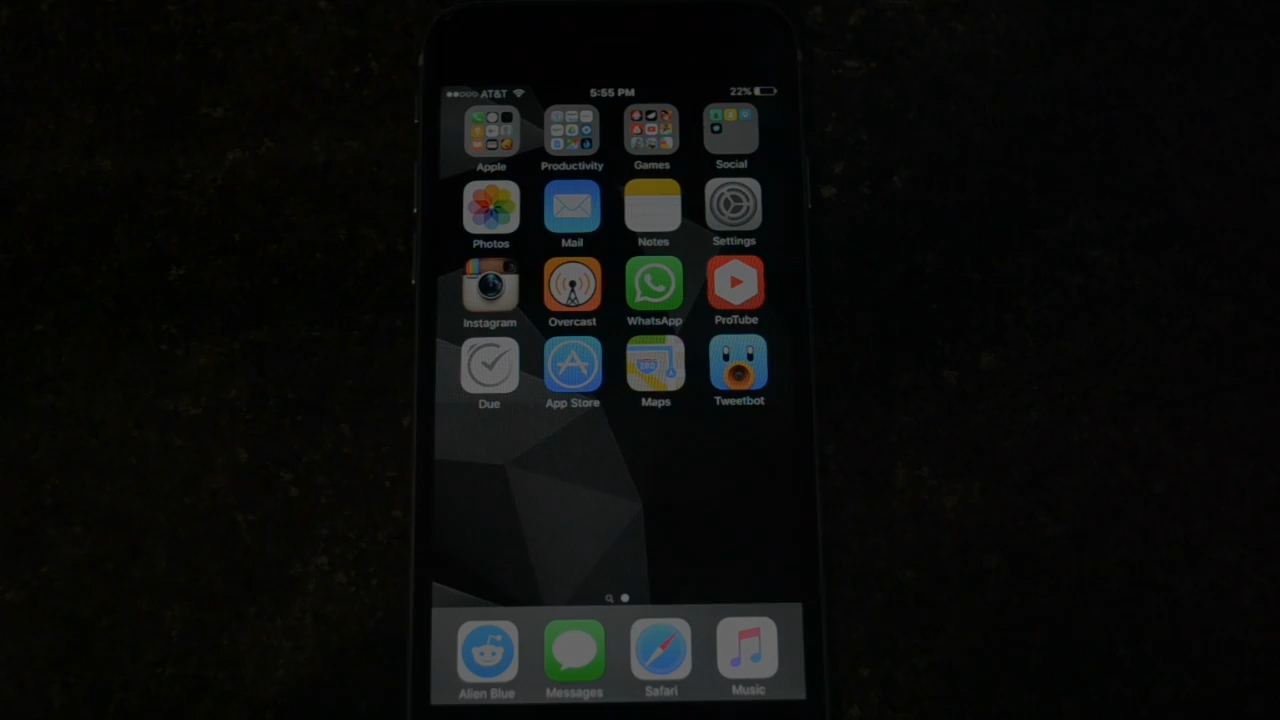 AT&T 5:55 PM 22%
Apple Productivity Games Social
Photos Mail Notes Settings
Instagram Overcast WhatsApp ProTube
Due App Store Maps Tweetbot
Alien Blue Messages Safari Music